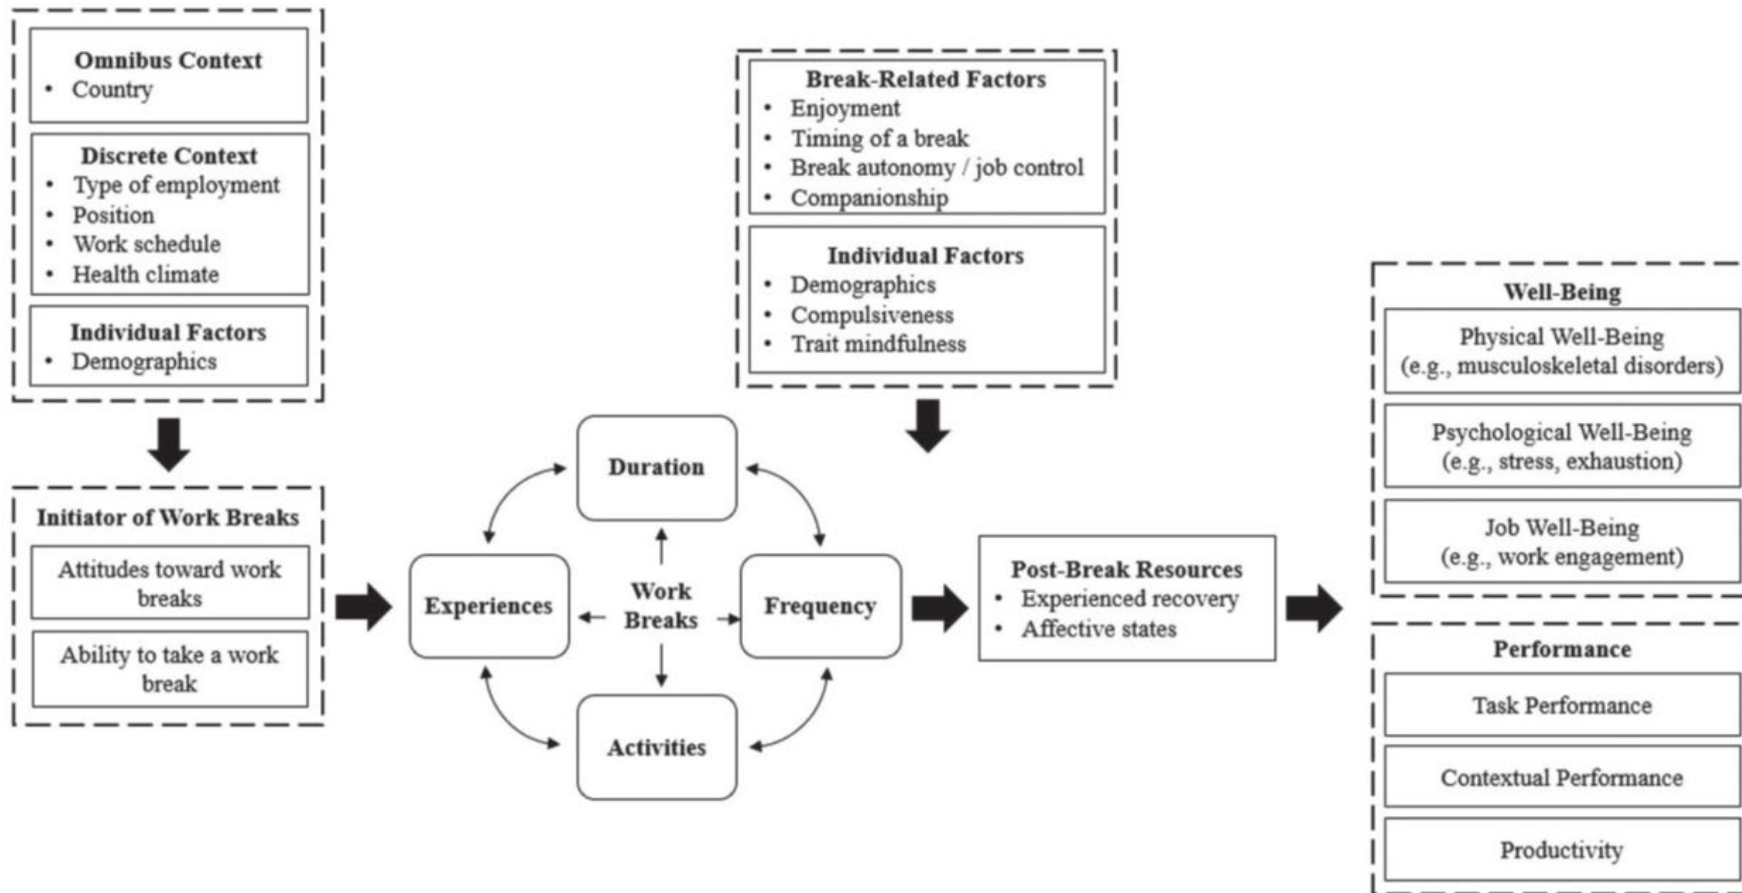 Omnibus Context
• Country
Discrete Context
• Type of employment
• Position
• Work schedule
• Health climate
Individual Factors
• Demographics
Initiator of Work Breaks
Attitudes toward work
breaks
Ability to take a work
break
Break-Related Factors
• Enjoyment
• Timing of a break
• Break autonomy / job control
• Companionship
Individual Factors
• Demographics
• Compulsiveness
• Trait mindfulness
Duration
Experiences
Work
Breaks
Frequency
Activities
Post-Break Resources
• Experienced recovery
• Affective states
Well-Being
Physical Well-Being
(e.g., musculoskeletal disorders)
Psychological Well-Being
(e.g., stress, exhaustion)
Job Well-Being
(e.g., work engagement)
Performance
Task Performance
Contextual Performance
Productivity